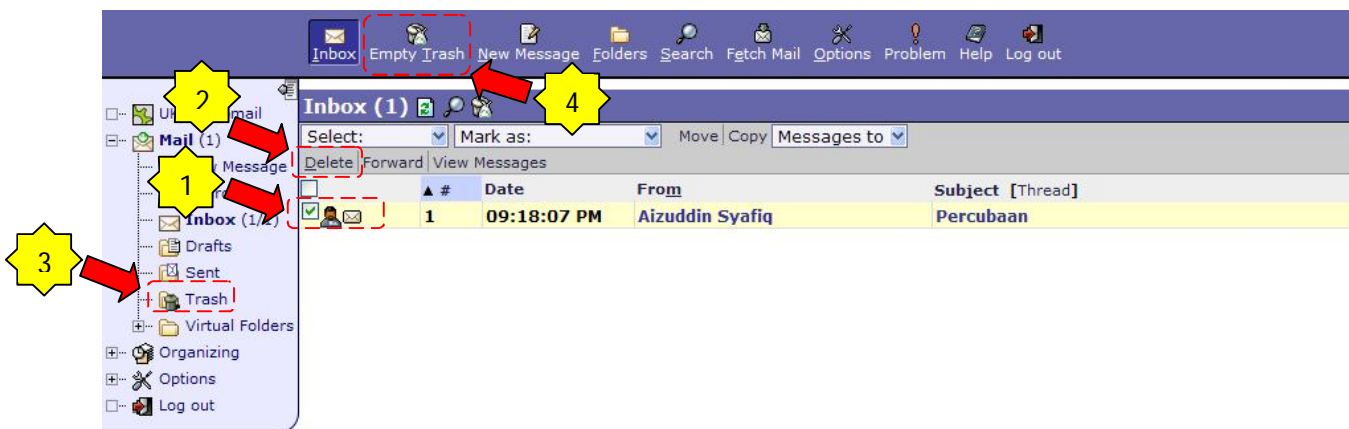 Inbox Empty Trash New Message Folders Search Fetch Mail Options Problem Help Log out
2
4
Inbox (1)
mail
Mail (1)
Select: Mark as: Move Copy Messages to
Message
Delete Forward View Messages
1
▲ # Date From Subject [Thread]
Inbox
1 09:18:07 PM Aizuddin Syafiq Percubaan
Drafts
3
Sent
Trash
Virtual Folders
Organizing
Options
Log out